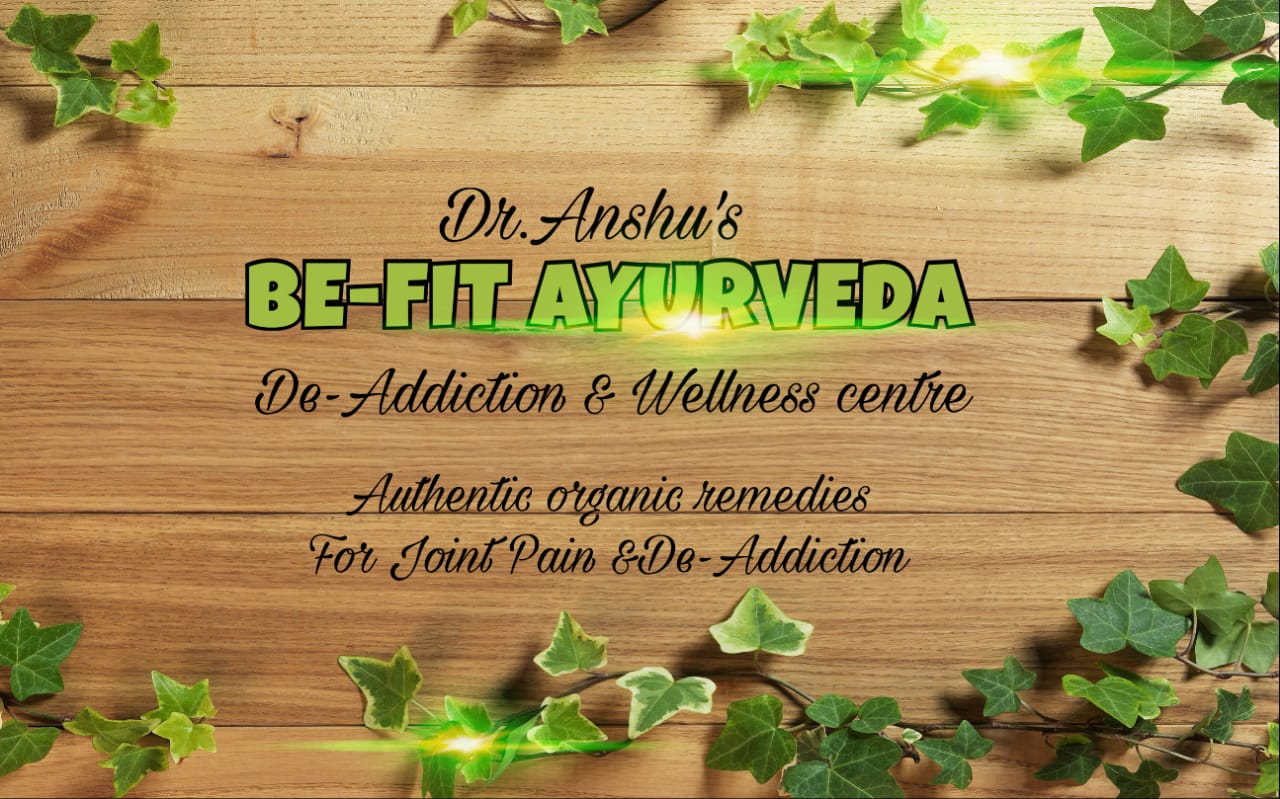 Dr.Anshu's
BE-FIT AYURVEDA
De-Addiction & Wellness centre
Authentic organic remedies
For Joint Pain &De-Addiction